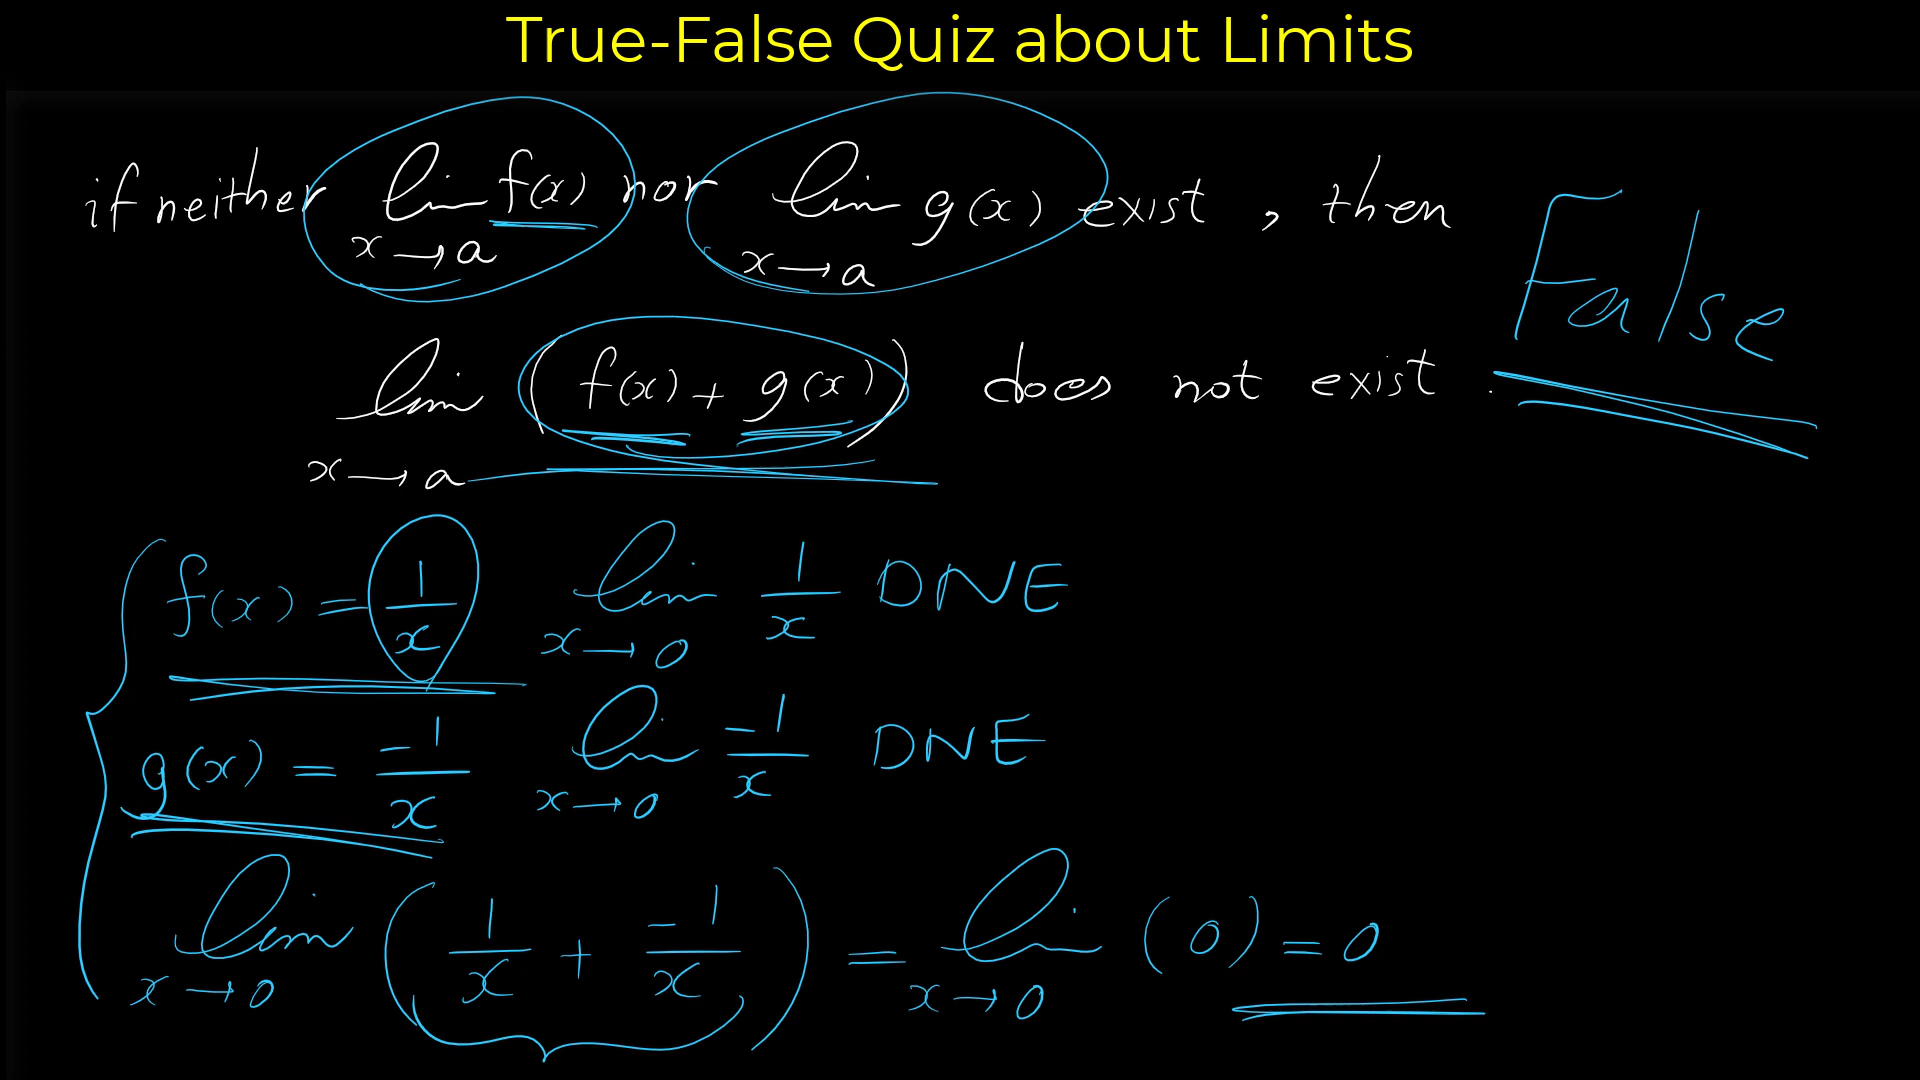 True-False Quiz about Limits
if neither lim f(x) nor lim g(x) exist, then
x→a x→a
False
lim (f(x) + g(x)) does not exist.
x→a
f(x) = 1/x lim 1/x DNE
x→0
g(x) = -1/x lim -1/x DNE
x→0
lim (1/x + -1/x) = lim (0) = 0
x→0 x→0